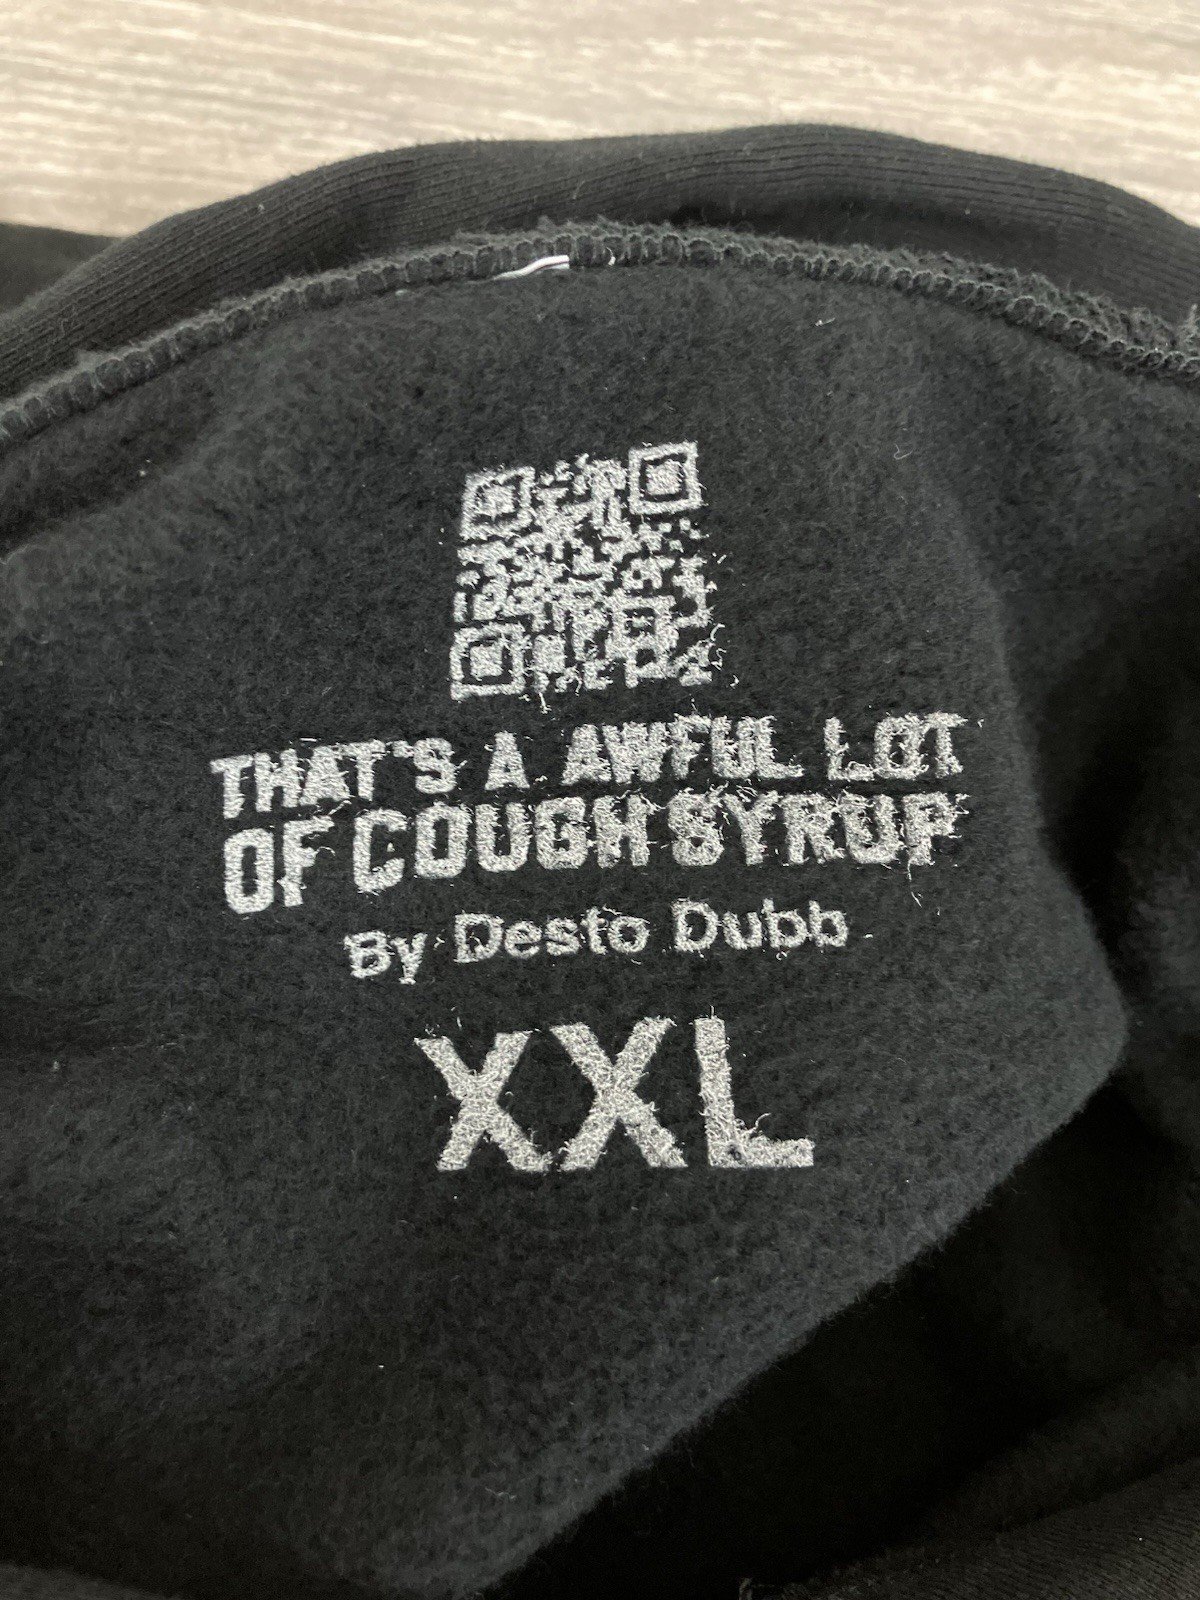 THAT'S A AWFUL LOT
OF COUGH SYRUP
By Desto Dubb
XXL